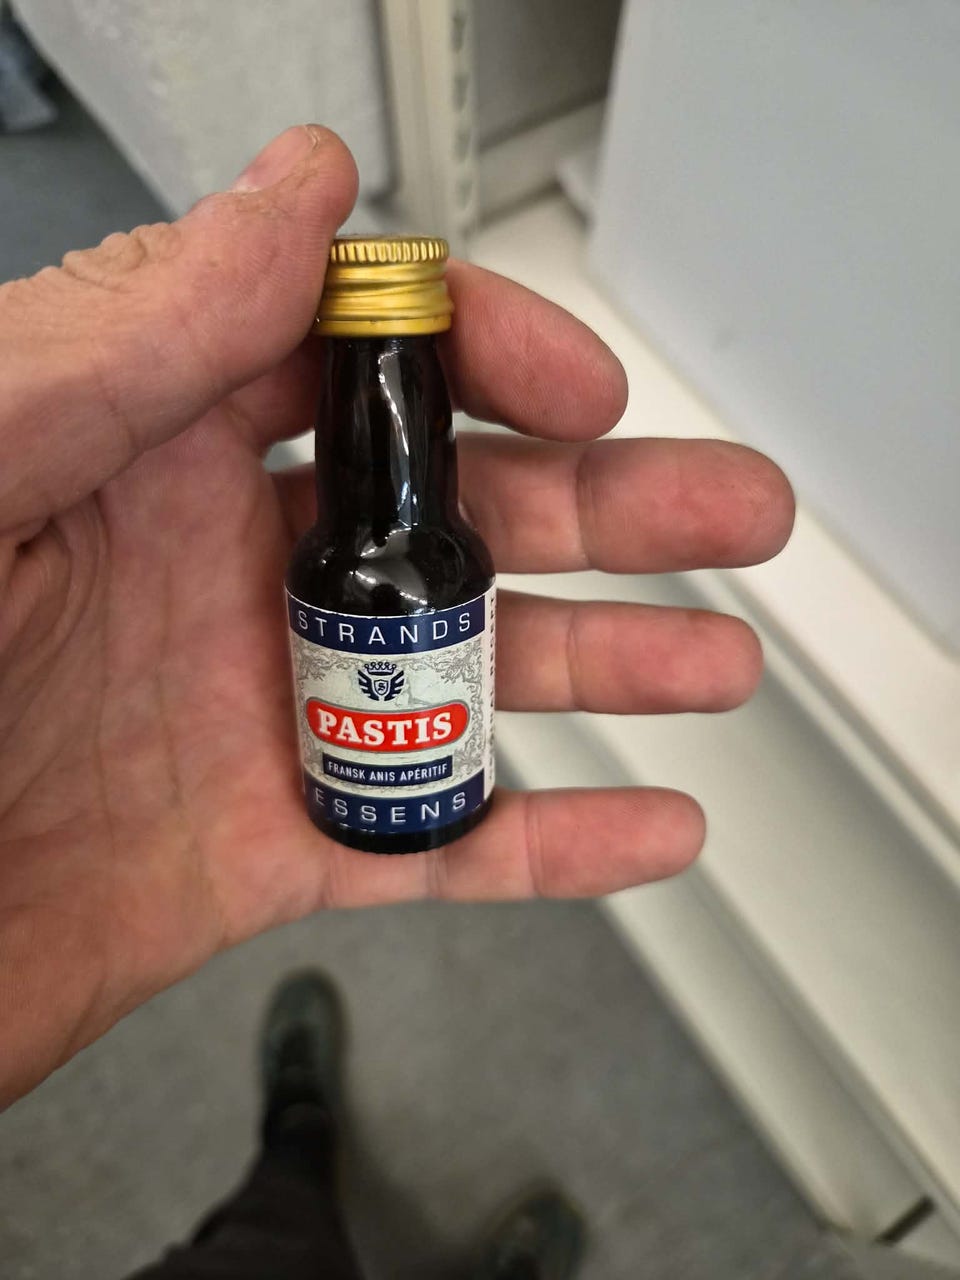 STRANDS
PASTIS
FRANSK ANIS APÉRITIF
ESSENS